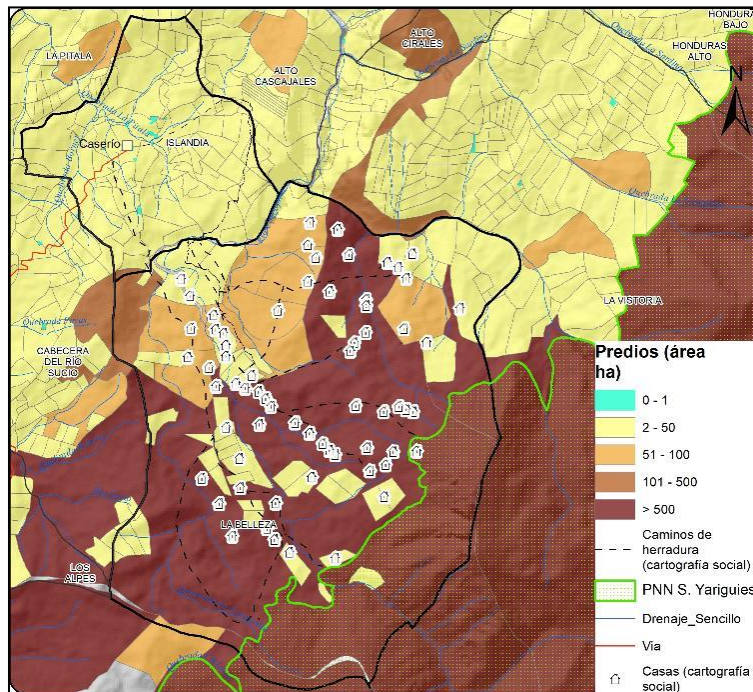 HONDURAS
BAJO
HONDURAS
ALTO
ALTO
CIRALES
LA PITALA
ALTO
CASCAJALES
N
Caserío
ISLANDIA
LA VISTORIA
CABECERA
DEL RÍO
SUCIO
LA BELLEZA
LOS
ALPES
Predios (área
ha)
0 - 1
2 - 50
51 - 100
101 - 500
> 500
Caminos de
herradura
(cartografía social)
PNN S. Yariguies
Drenaje_Sencillo
Via
Casas (cartografía
social)